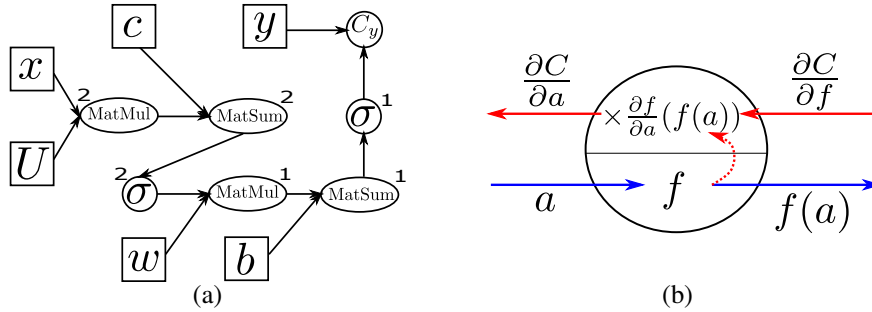 c
y
C_y
x
2
MatMul
MatSum
2
σ
1
U
2
σ
MatMul
1
MatSum
1
w
b
(a)
∂C/∂a
∂C/∂f
× ∂f/∂a (f(a))
a
f
f(a)
(b)